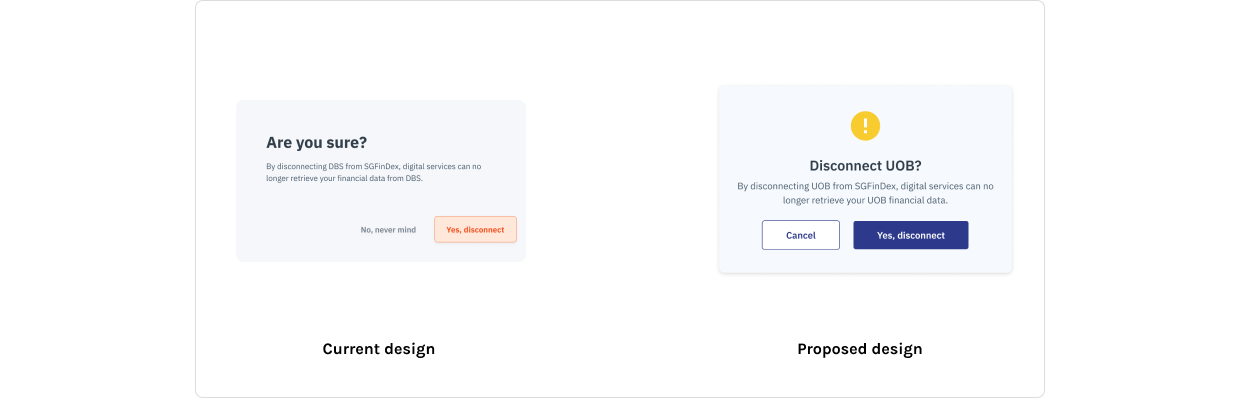 Are you sure?
By disconnecting DBS from SGFinDex, digital services can no
longer retrieve your financial data from DBS.
No, never mind
Yes, disconnect
Current design
Disconnect UOB?
By disconnecting UOB from SGFinDex, digital services can no
longer retrieve your UOB financial data.
Cancel
Yes, disconnect
Proposed design